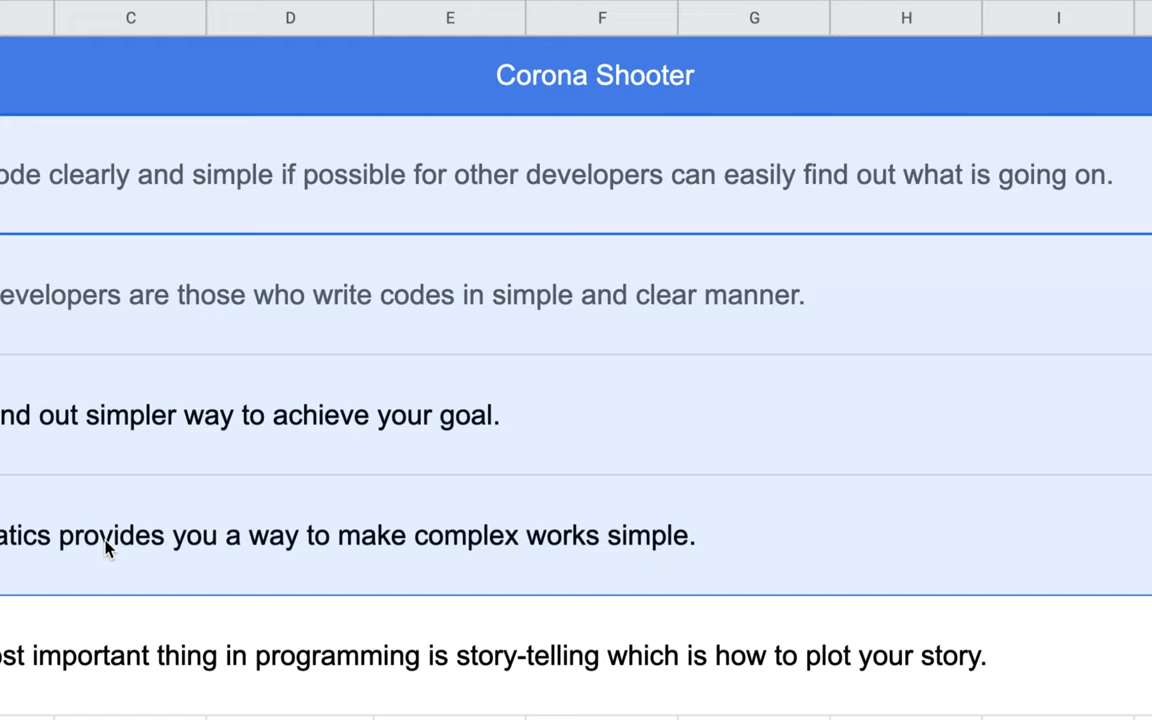 C D E F G H I
Corona Shooter
ode clearly and simple if possible for other developers can easily find out what is going on.
evelopers are those who write codes in simple and clear manner.
nd out simpler way to achieve your goal.
atics provides you a way to make complex works simple.
ost important thing in programming is story-telling which is how to plot your story.